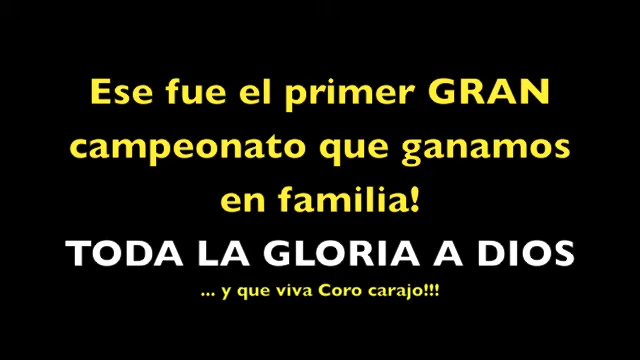 Ese fue el primer GRAN
campeonato que ganamos
en familia!
TODA LA GLORIA A DIOS
... y que viva Coro carajo!!!